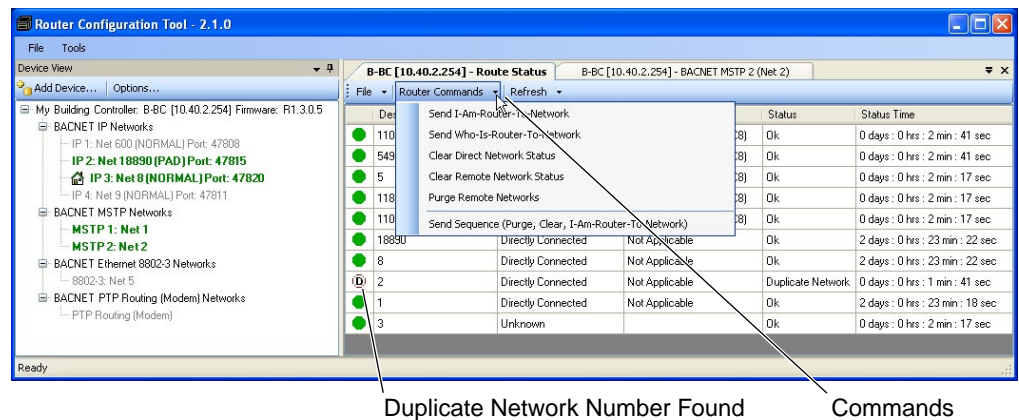 Router Configuration Tool - 2.1.0
File Tools
Device View
Add Device... Options...
My Building Controller: B-BC [10.40.2.254] Firmware: R1.3.0.5
BACNET IP Networks
IP 1: Net 600 (NORMAL) Port: 47808
IP 2: Net 18890 (PAD) Port: 47815
IP 3: Net 8 (NORMAL) Port: 47820
IP 4: Net 9 (NORMAL) Port: 47811
BACNET MSTP Networks
MSTP 1: Net 1
MSTP 2: Net 2
BACNET Ethernet 8802-3 Networks
8802-3: Net 5
BACNET PTP Routing (Modem) Networks
PTP Routing (Modem)
B-BC [10.40.2.254] - Route Status B-BC [10.40.2.254] - BACNET MSTP 2 (Net 2)
File Router Commands Refresh
Send I-Am-Router-To-Network
Send Who-Is-Router-To-Network
Clear Direct Network Status
Clear Remote Network Status
Purge Remote Networks
Send Sequence (Purge, Clear, I-Am-Router-To-Network)
Des Status Status Time
110 C8) Ok 0 days : 0 hrs : 2 min : 41 sec
549 C8) Ok 0 days : 0 hrs : 2 min : 41 sec
5 C8) Ok 0 days : 0 hrs : 2 min : 17 sec
118 C8) Ok 0 days : 0 hrs : 2 min : 17 sec
110 C8) Ok 0 days : 0 hrs : 2 min : 17 sec
18890 Directly Connected Not Applicable Ok 2 days : 0 hrs : 23 min : 22 sec
8 Directly Connected Not Applicable Ok 2 days : 0 hrs : 23 min : 22 sec
D 2 Directly Connected Not Applicable Duplicate Network 0 days : 0 hrs : 1 min : 41 sec
1 Directly Connected Not Applicable Ok 2 days : 0 hrs : 23 min : 18 sec
3 Unknown Ok 0 days : 0 hrs : 2 min : 17 sec
Ready
Duplicate Network Number Found Commands